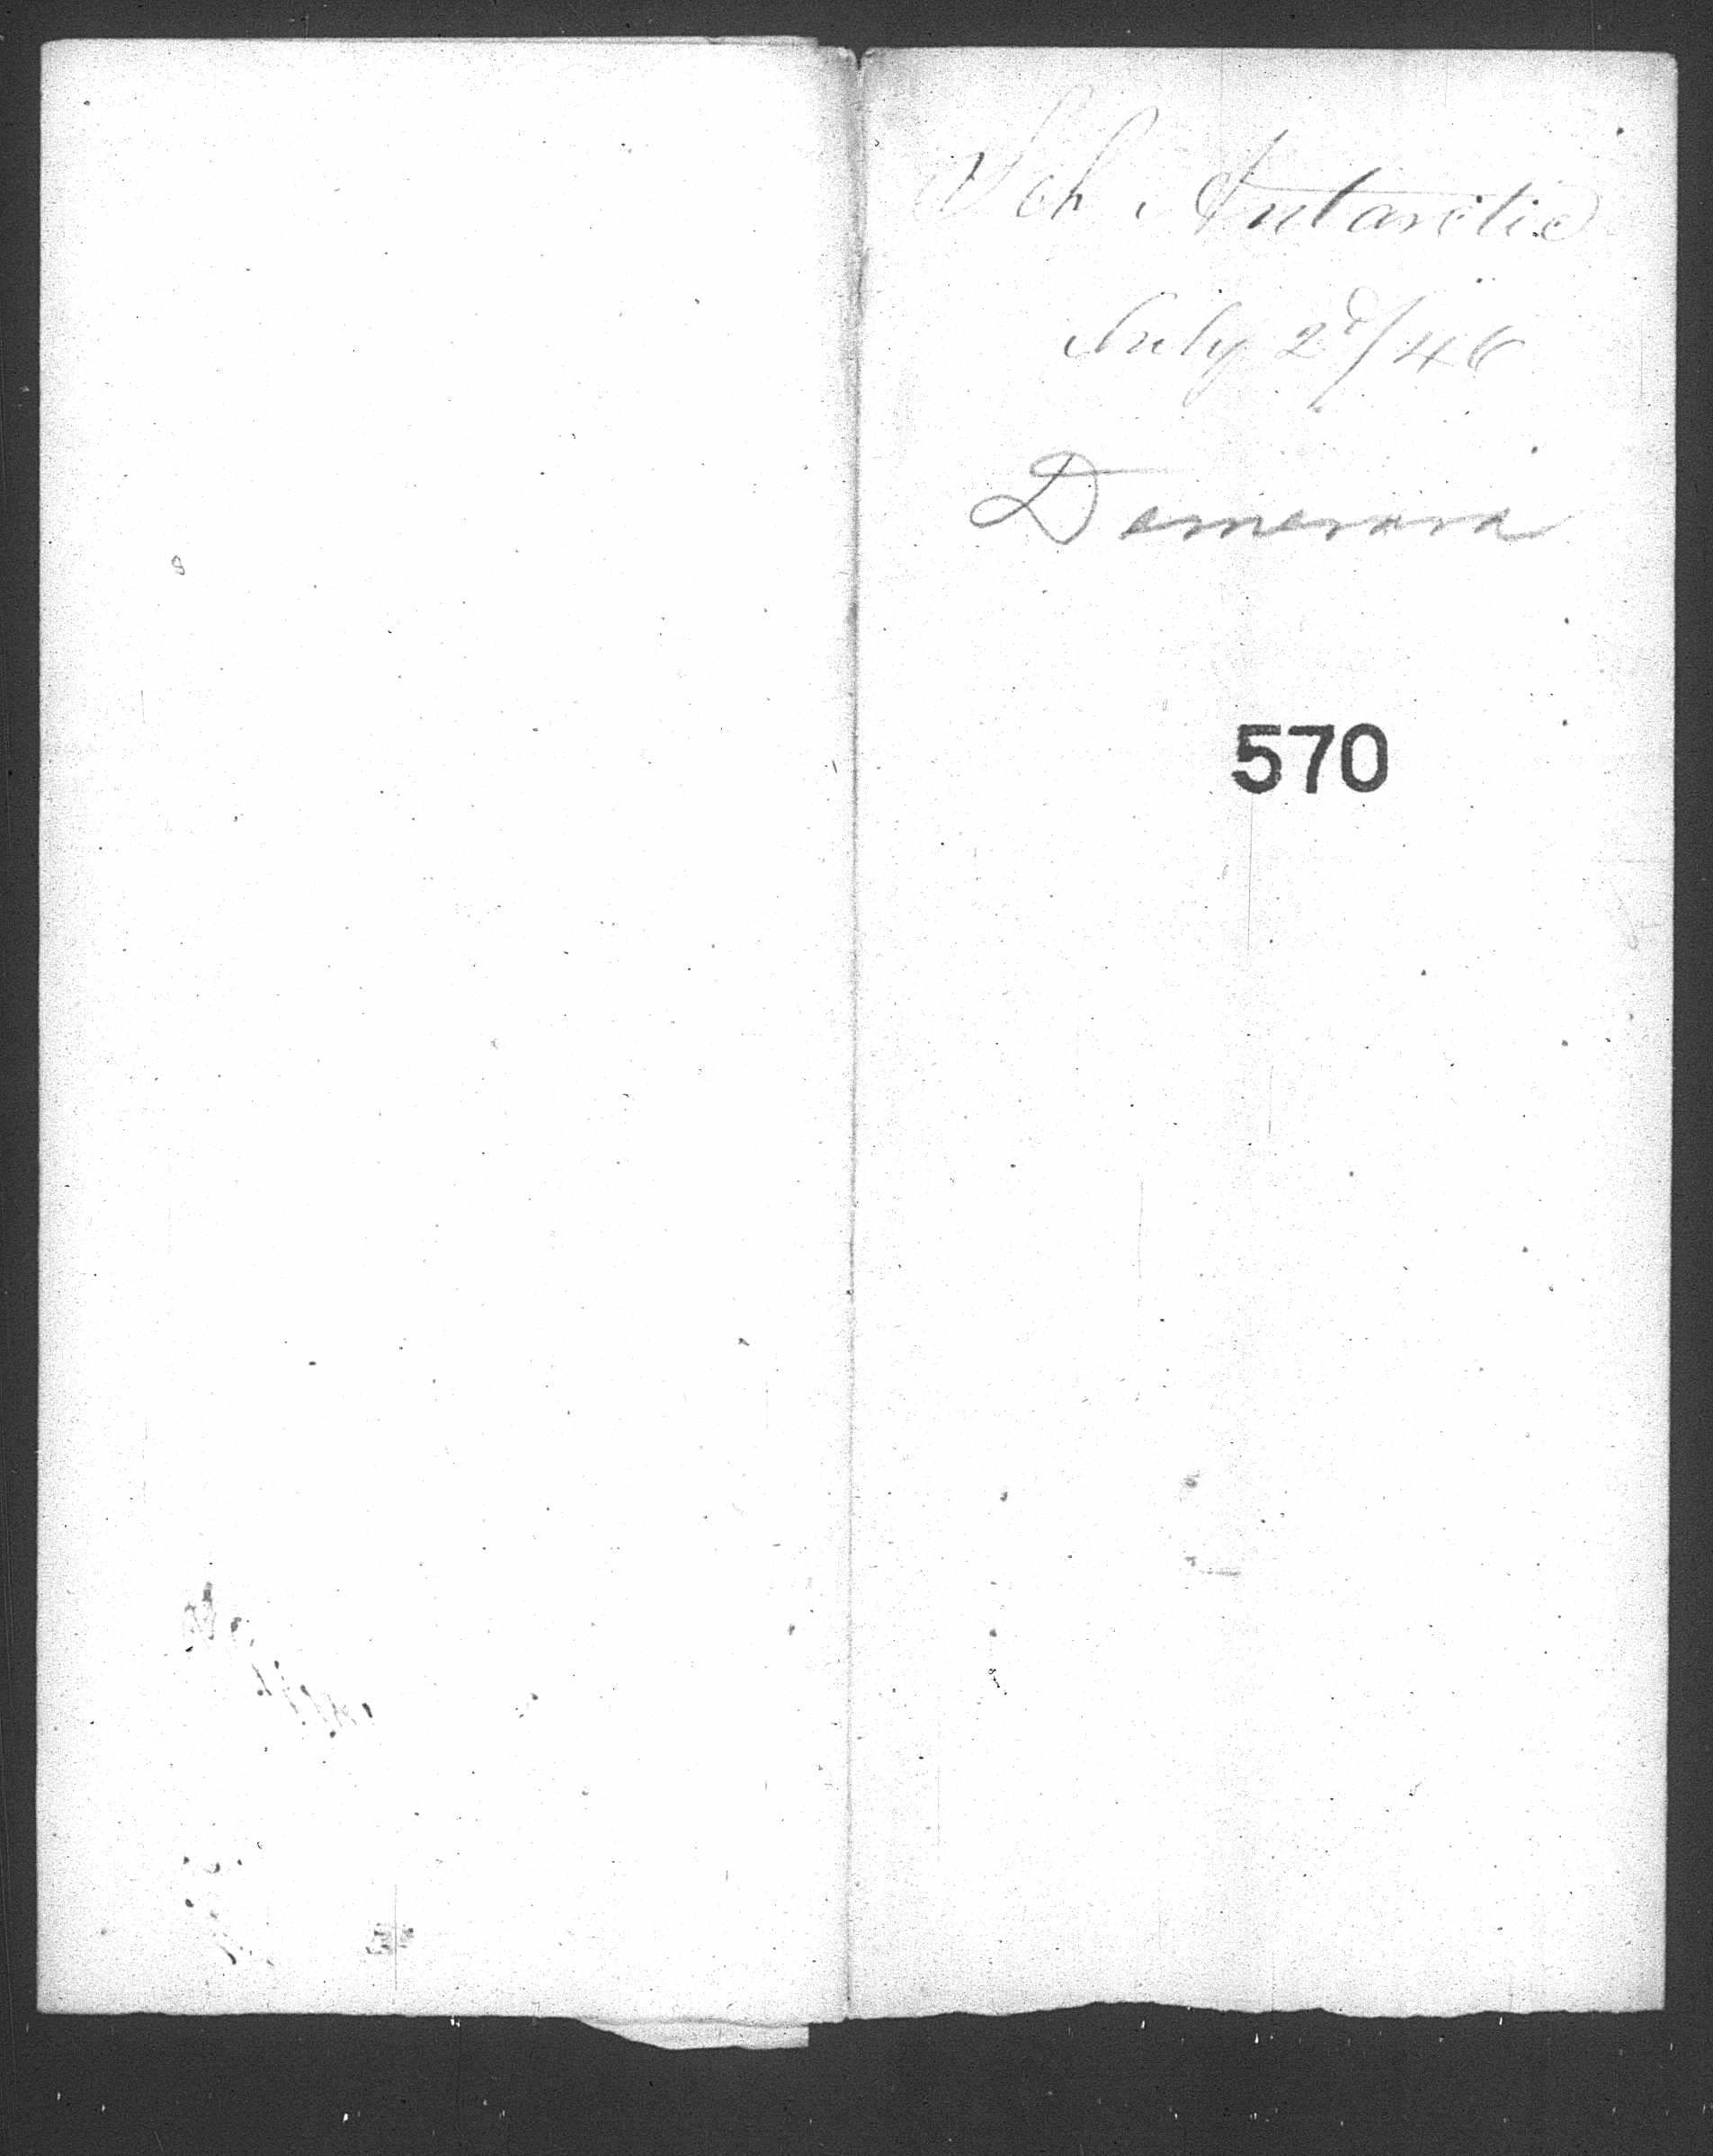 Sch Antarctic
July 2d/46
Demerara
570